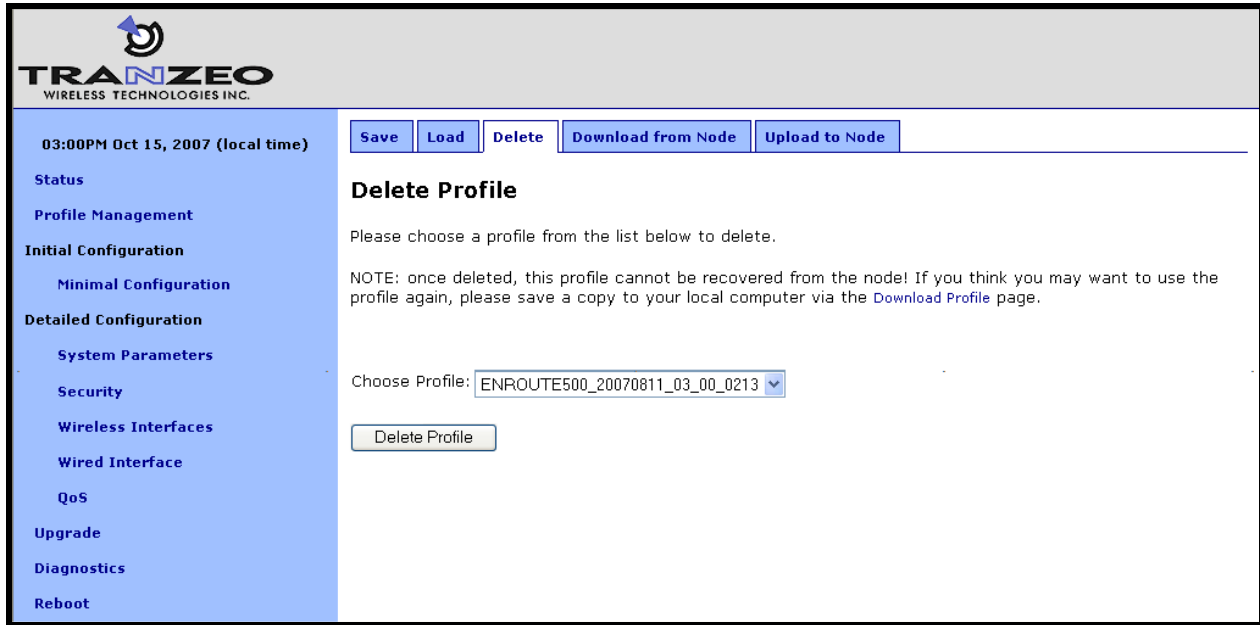 TRANZEO
WIRELESS TECHNOLOGIES INC.
03:00PM Oct 15, 2007 (local time)
Status
Profile Management
Initial Configuration
Minimal Configuration
Detailed Configuration
System Parameters
Security
Wireless Interfaces
Wired Interface
QoS
Upgrade
Diagnostics
Reboot
Save Load Delete Download from Node Upload to Node
Delete Profile
Please choose a profile from the list below to delete.
NOTE: once deleted, this profile cannot be recovered from the node! If you think you may want to use the
profile again, please save a copy to your local computer via the Download Profile page.
Choose Profile: ENROUTE500_20070811_03_00_0213
Delete Profile